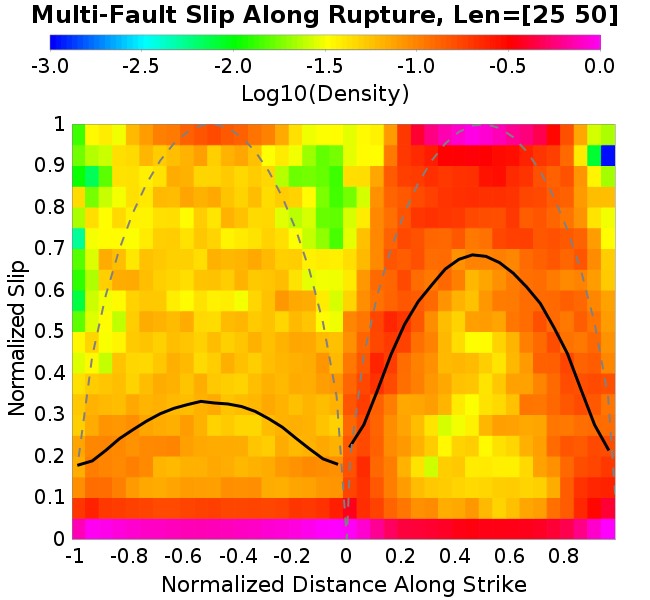 Multi-Fault Slip Along Rupture, Len=[25 50]
-3.0 -2.5 -2.0 -1.5 -1.0 -0.5 0.0
Log10(Density)
1
0.9
0.8
0.7
0.6
0.5
0.4
0.3
0.2
0.1
0
Normalized Slip
-1 -0.8 -0.6 -0.4 -0.2 0 0.2 0.4 0.6 0.8
Normalized Distance Along Strike